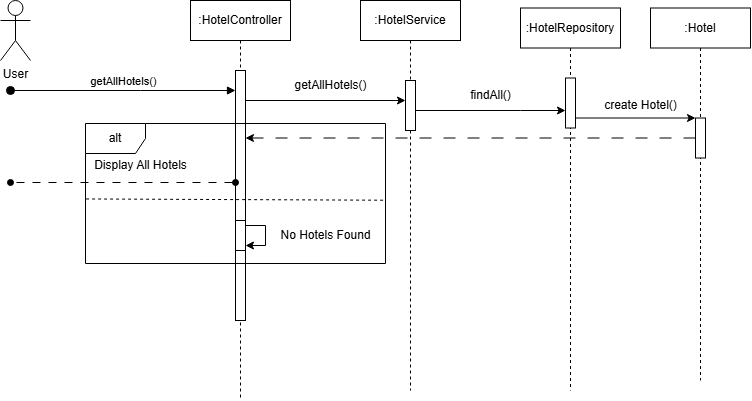 :HotelController
:HotelService
:HotelRepository
:Hotel
User
getAllHotels()
getAllHotels()
findAll()
create Hotel()
alt
Display All Hotels
No Hotels Found